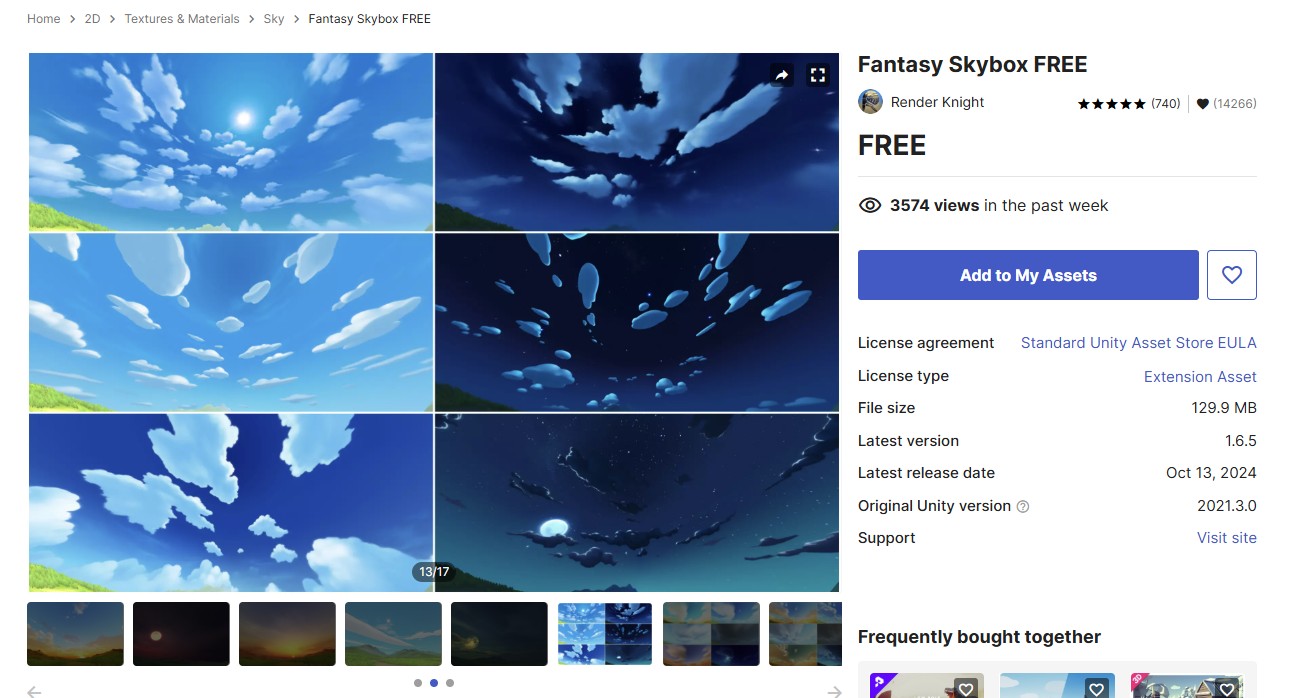 Home > 2D > Textures & Materials > Sky > Fantasy Skybox FREE
13/17
Fantasy Skybox FREE
Render Knight ★★★★★ (740) (14266)
FREE
3574 views in the past week
Add to My Assets
License agreement Standard Unity Asset Store EULA
License type Extension Asset
File size 129.9 MB
Latest version 1.6.5
Latest release date Oct 13, 2024
Original Unity version ? 2021.3.0
Support Visit site
Frequently bought together